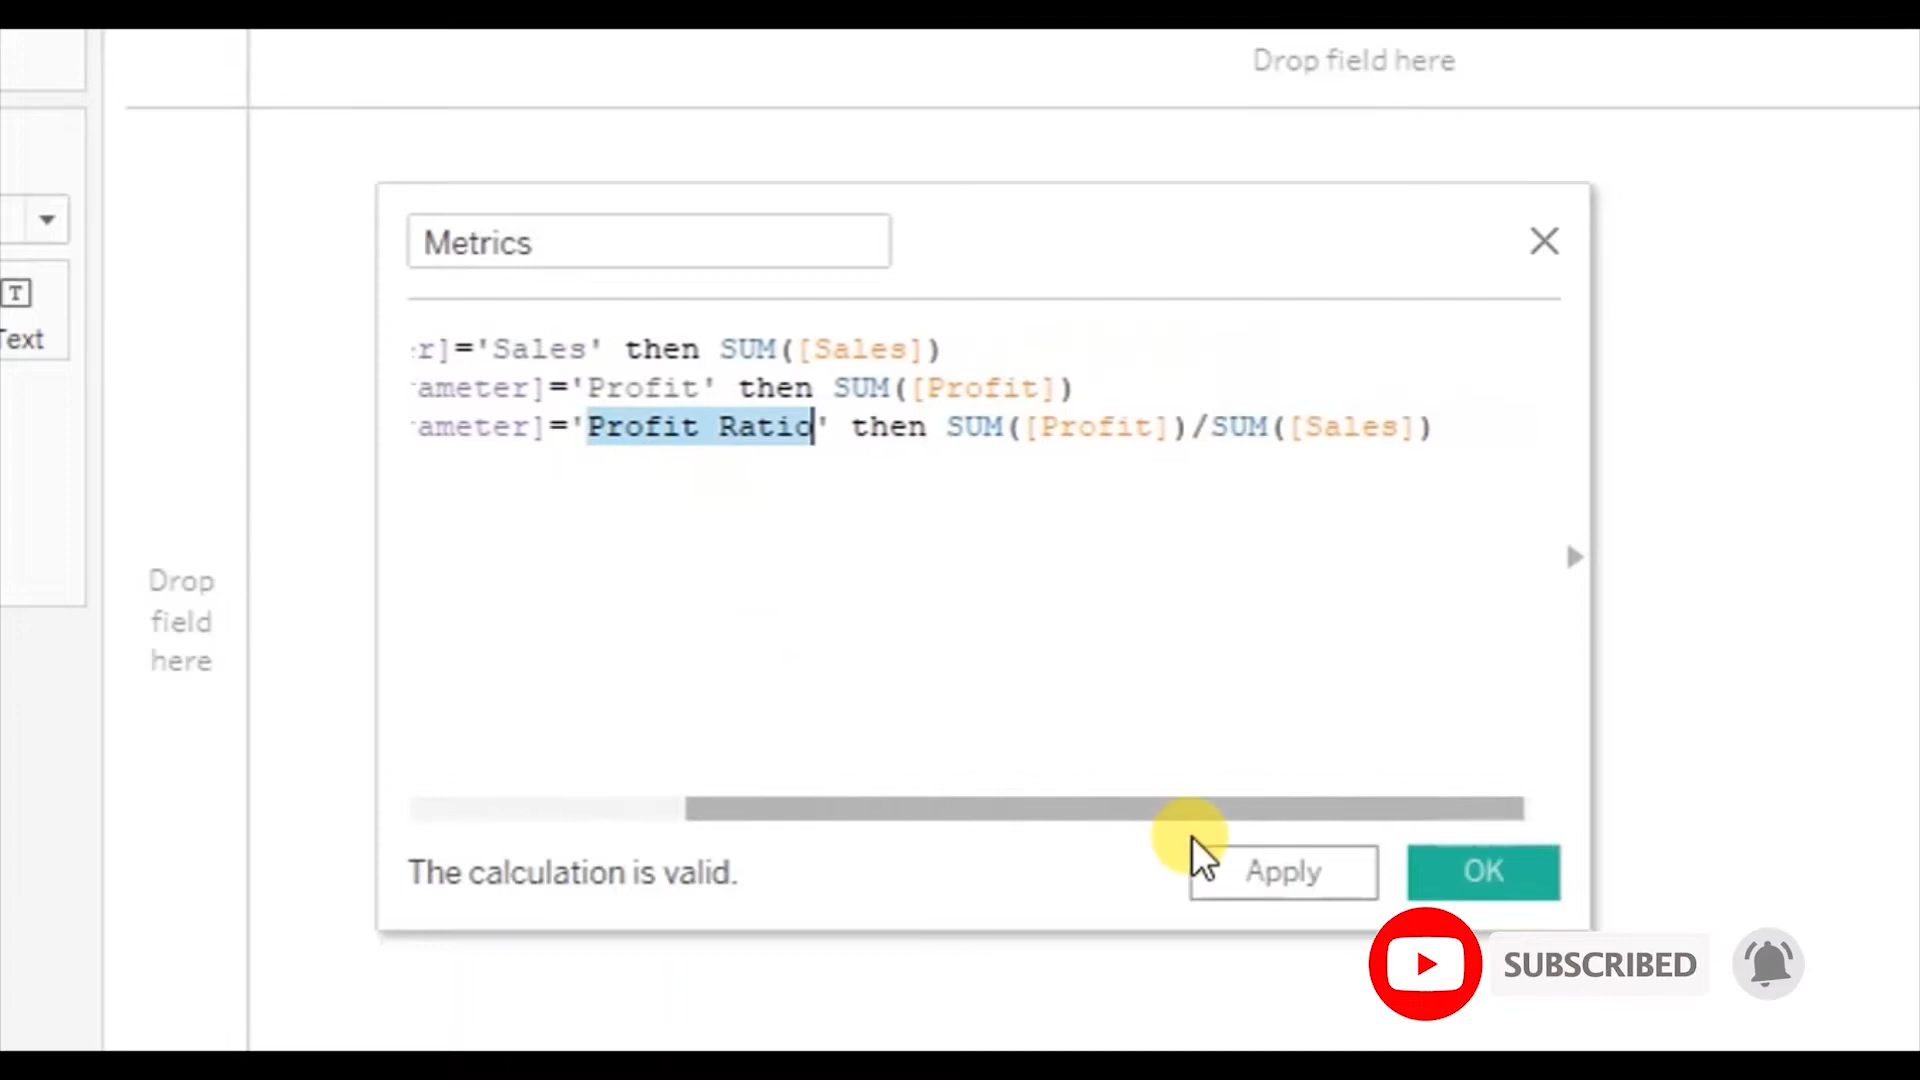 Drop field here
Metrics
T
Text
r]='Sales' then SUM([Sales])
ameter]='Profit' then SUM([Profit])
ameter]='Profit Ratio' then SUM([Profit])/SUM([Sales])
Drop
field
here
The calculation is valid.
Apply
OK
SUBSCRIBED